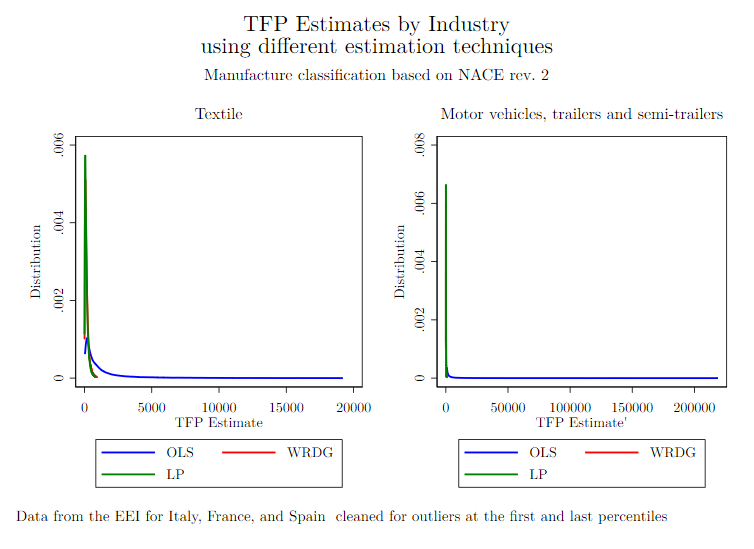 TFP Estimates by Industry
using different estimation techniques
Manufacture classification based on NACE rev. 2
Textile
Distribution
.006
.004
.002
0
0 5000 10000 15000 20000
TFP Estimate
OLS WRDG
LP
Motor vehicles, trailers and semi-trailers
Distribution
.008
.006
.004
.002
0
0 50000 100000 150000 200000
TFP Estimate'
OLS WRDG
LP
Data from the EEI for Italy, France, and Spain cleaned for outliers at the first and last percentiles